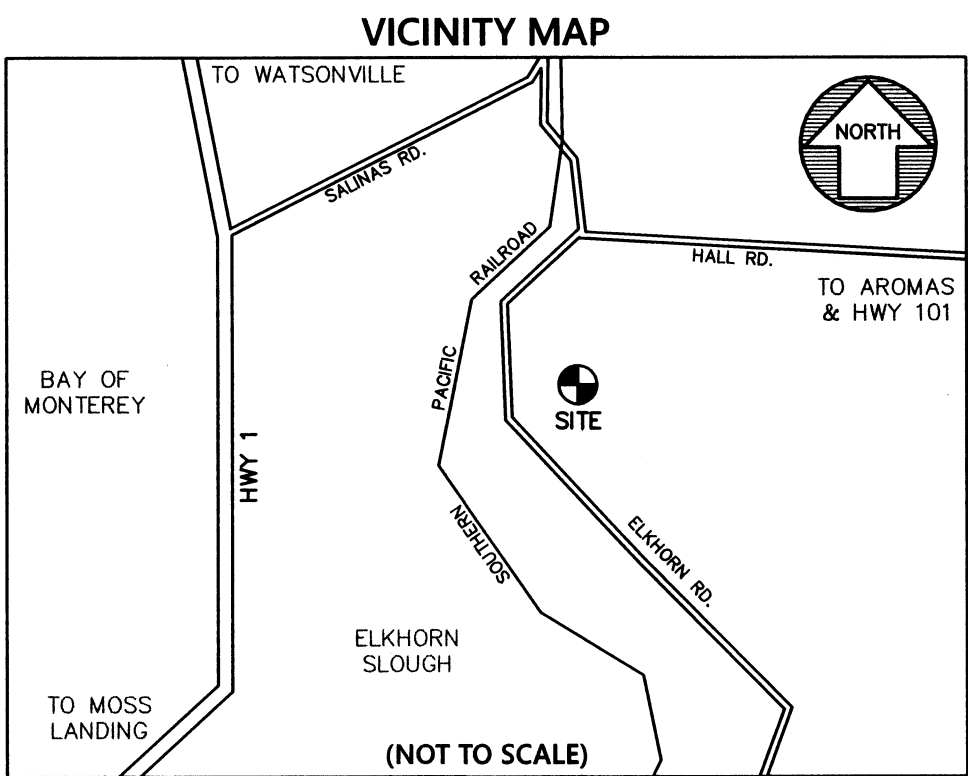 VICINITY MAP
TO WATSONVILLE
NORTH
SALINAS RD.
RAILROAD
HALL RD.
TO AROMAS
& HWY 101
PACIFIC
BAY OF
MONTEREY
SITE
HWY 1
SOUTHERN
ELKHORN RD.
ELKHORN
SLOUGH
TO MOSS
LANDING
(NOT TO SCALE)